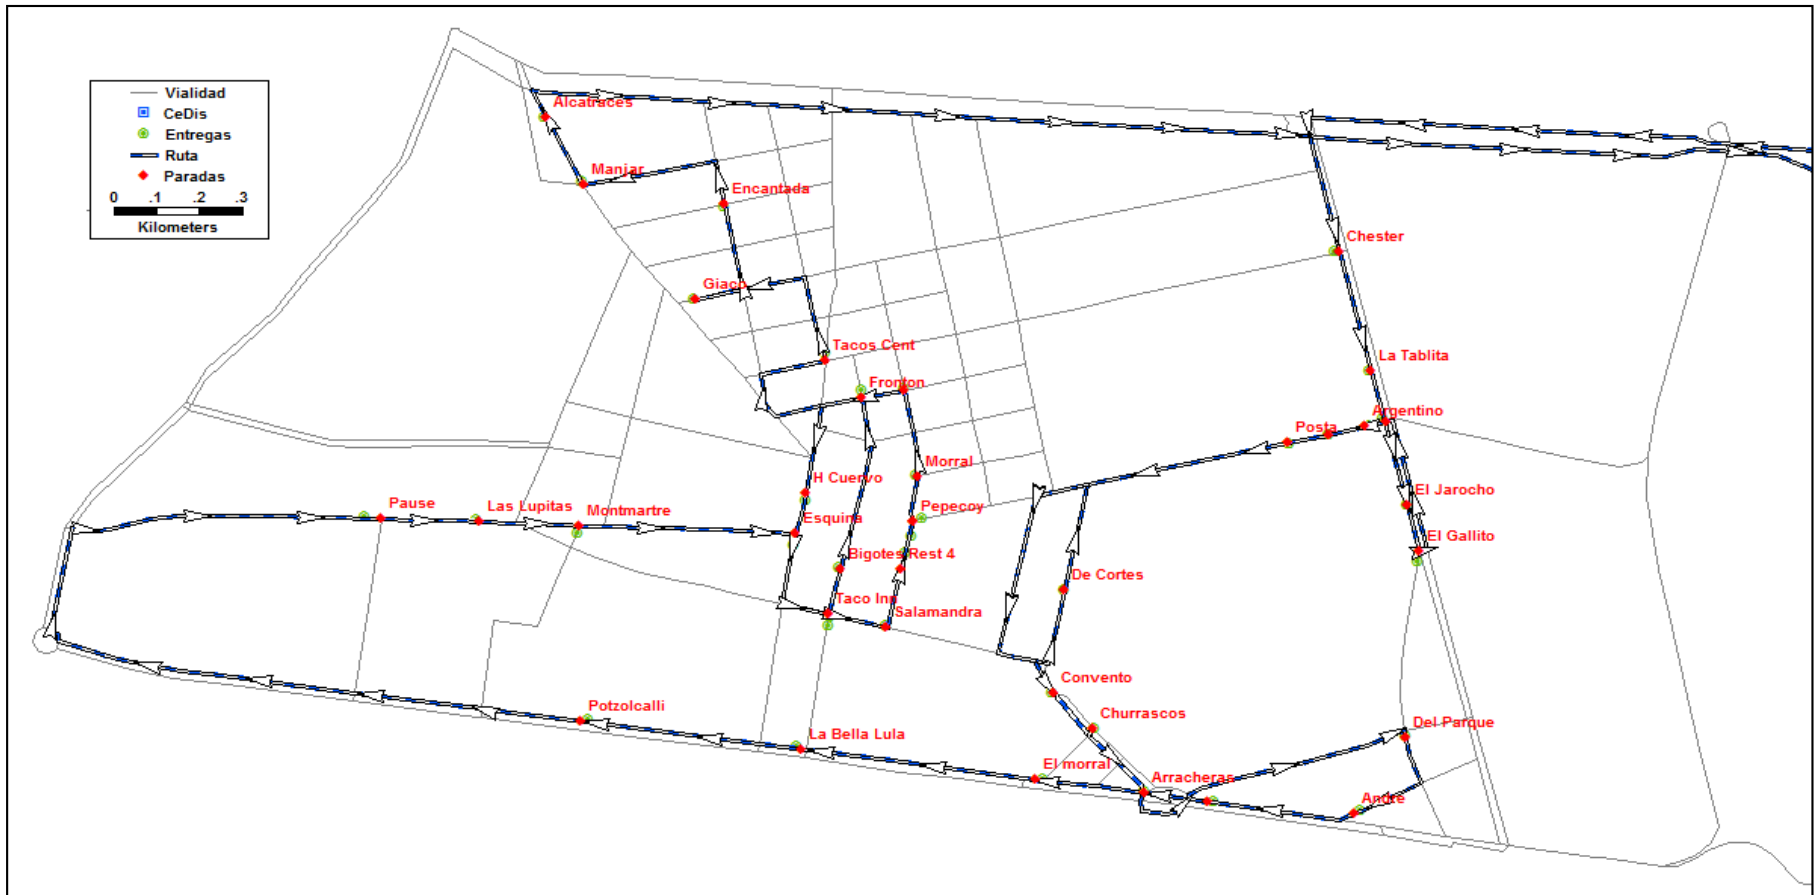 Vialidad
CeDis
Entregas
Ruta
Paradas
0 .1 .2 .3
Kilometers
Alcatraces
Manjar
Encantada
Chester
Giaco
Tacos Cent
La Tablita
Fronton
Argentino
Posta
Morral
H Cuervo
El Jarocho
Pause
Las Lupitas
Montmartre
Pepecoy
Esquina
El Gallito
Bigotes Rest 4
De Cortes
Taco Inn
Salamandra
Convento
Potzolcalli
Churrascos
Del Parque
La Bella Lula
El morral
Arracheras
Andre